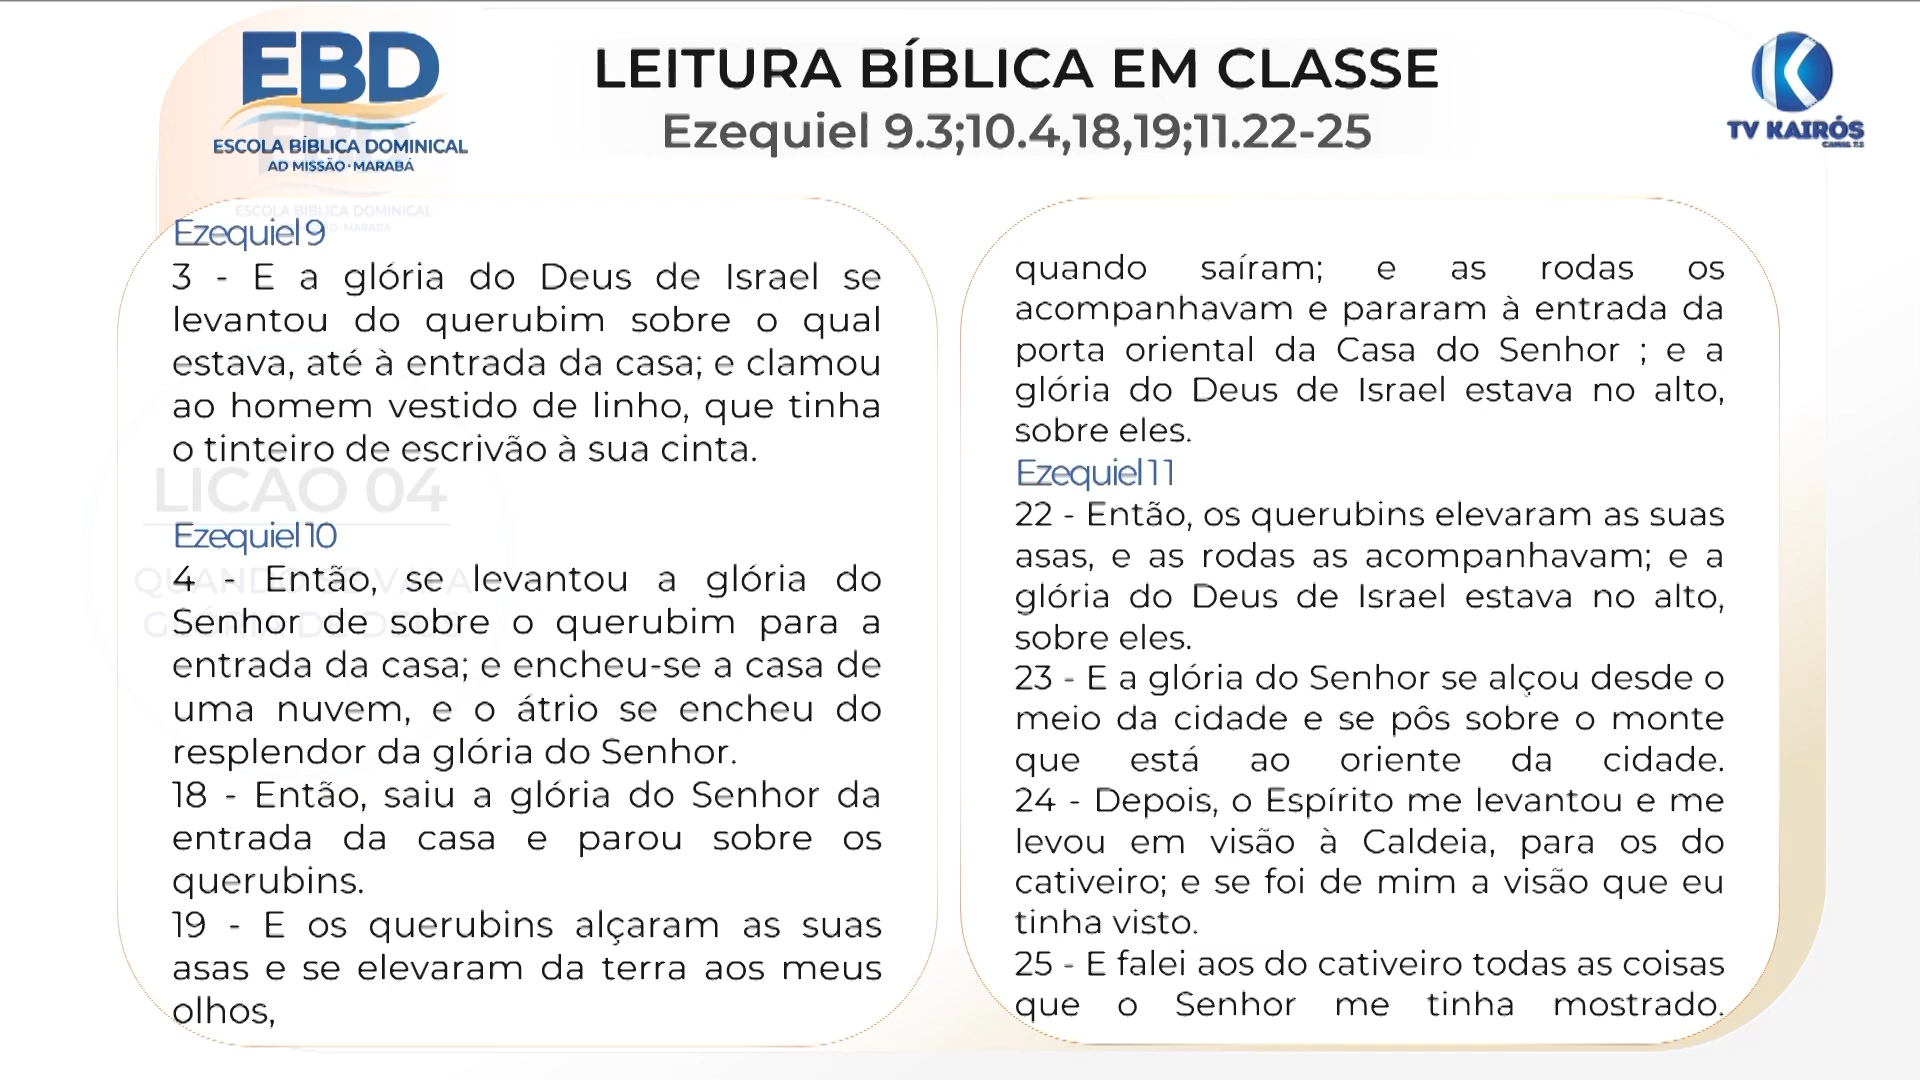 EBD
ESCOLA BÍBLICA DOMINICAL
AD MISSÃO · MARABÁ
LEITURA BÍBLICA EM CLASSE
Ezequiel 9.3;10.4,18,19;11.22-25
TV KAIRÓS
CANAL 7.2
ESCOLA BÍBLICA DOMINICAL
Ezequiel 9
3 - E a glória do Deus de Israel se
levantou do querubim sobre o qual
estava, até à entrada da casa; e clamou
ao homem vestido de linho, que tinha
o tinteiro de escrivão à sua cinta.
LICAO 04
Ezequiel 10
4 - Então, se levantou a glória do
Senhor de sobre o querubim para a
entrada da casa; e encheu-se a casa de
uma nuvem, e o átrio se encheu do
resplendor da glória do Senhor.
18 - Então, saiu a glória do Senhor da
entrada da casa e parou sobre os
querubins.
19 - E os querubins alçaram as suas
asas e se elevaram da terra aos meus
olhos,
quando saíram; e as rodas os
acompanhavam e pararam à entrada da
porta oriental da Casa do Senhor ; e a
glória do Deus de Israel estava no alto,
sobre eles.
Ezequiel 11
22 - Então, os querubins elevaram as suas
asas, e as rodas as acompanhavam; e a
glória do Deus de Israel estava no alto,
sobre eles.
23 - E a glória do Senhor se alçou desde o
meio da cidade e se pôs sobre o monte
que está ao oriente da cidade.
24 - Depois, o Espírito me levantou e me
levou em visão à Caldeia, para os do
cativeiro; e se foi de mim a visão que eu
tinha visto.
25 - E falei aos do cativeiro todas as coisas
que o Senhor me tinha mostrado.